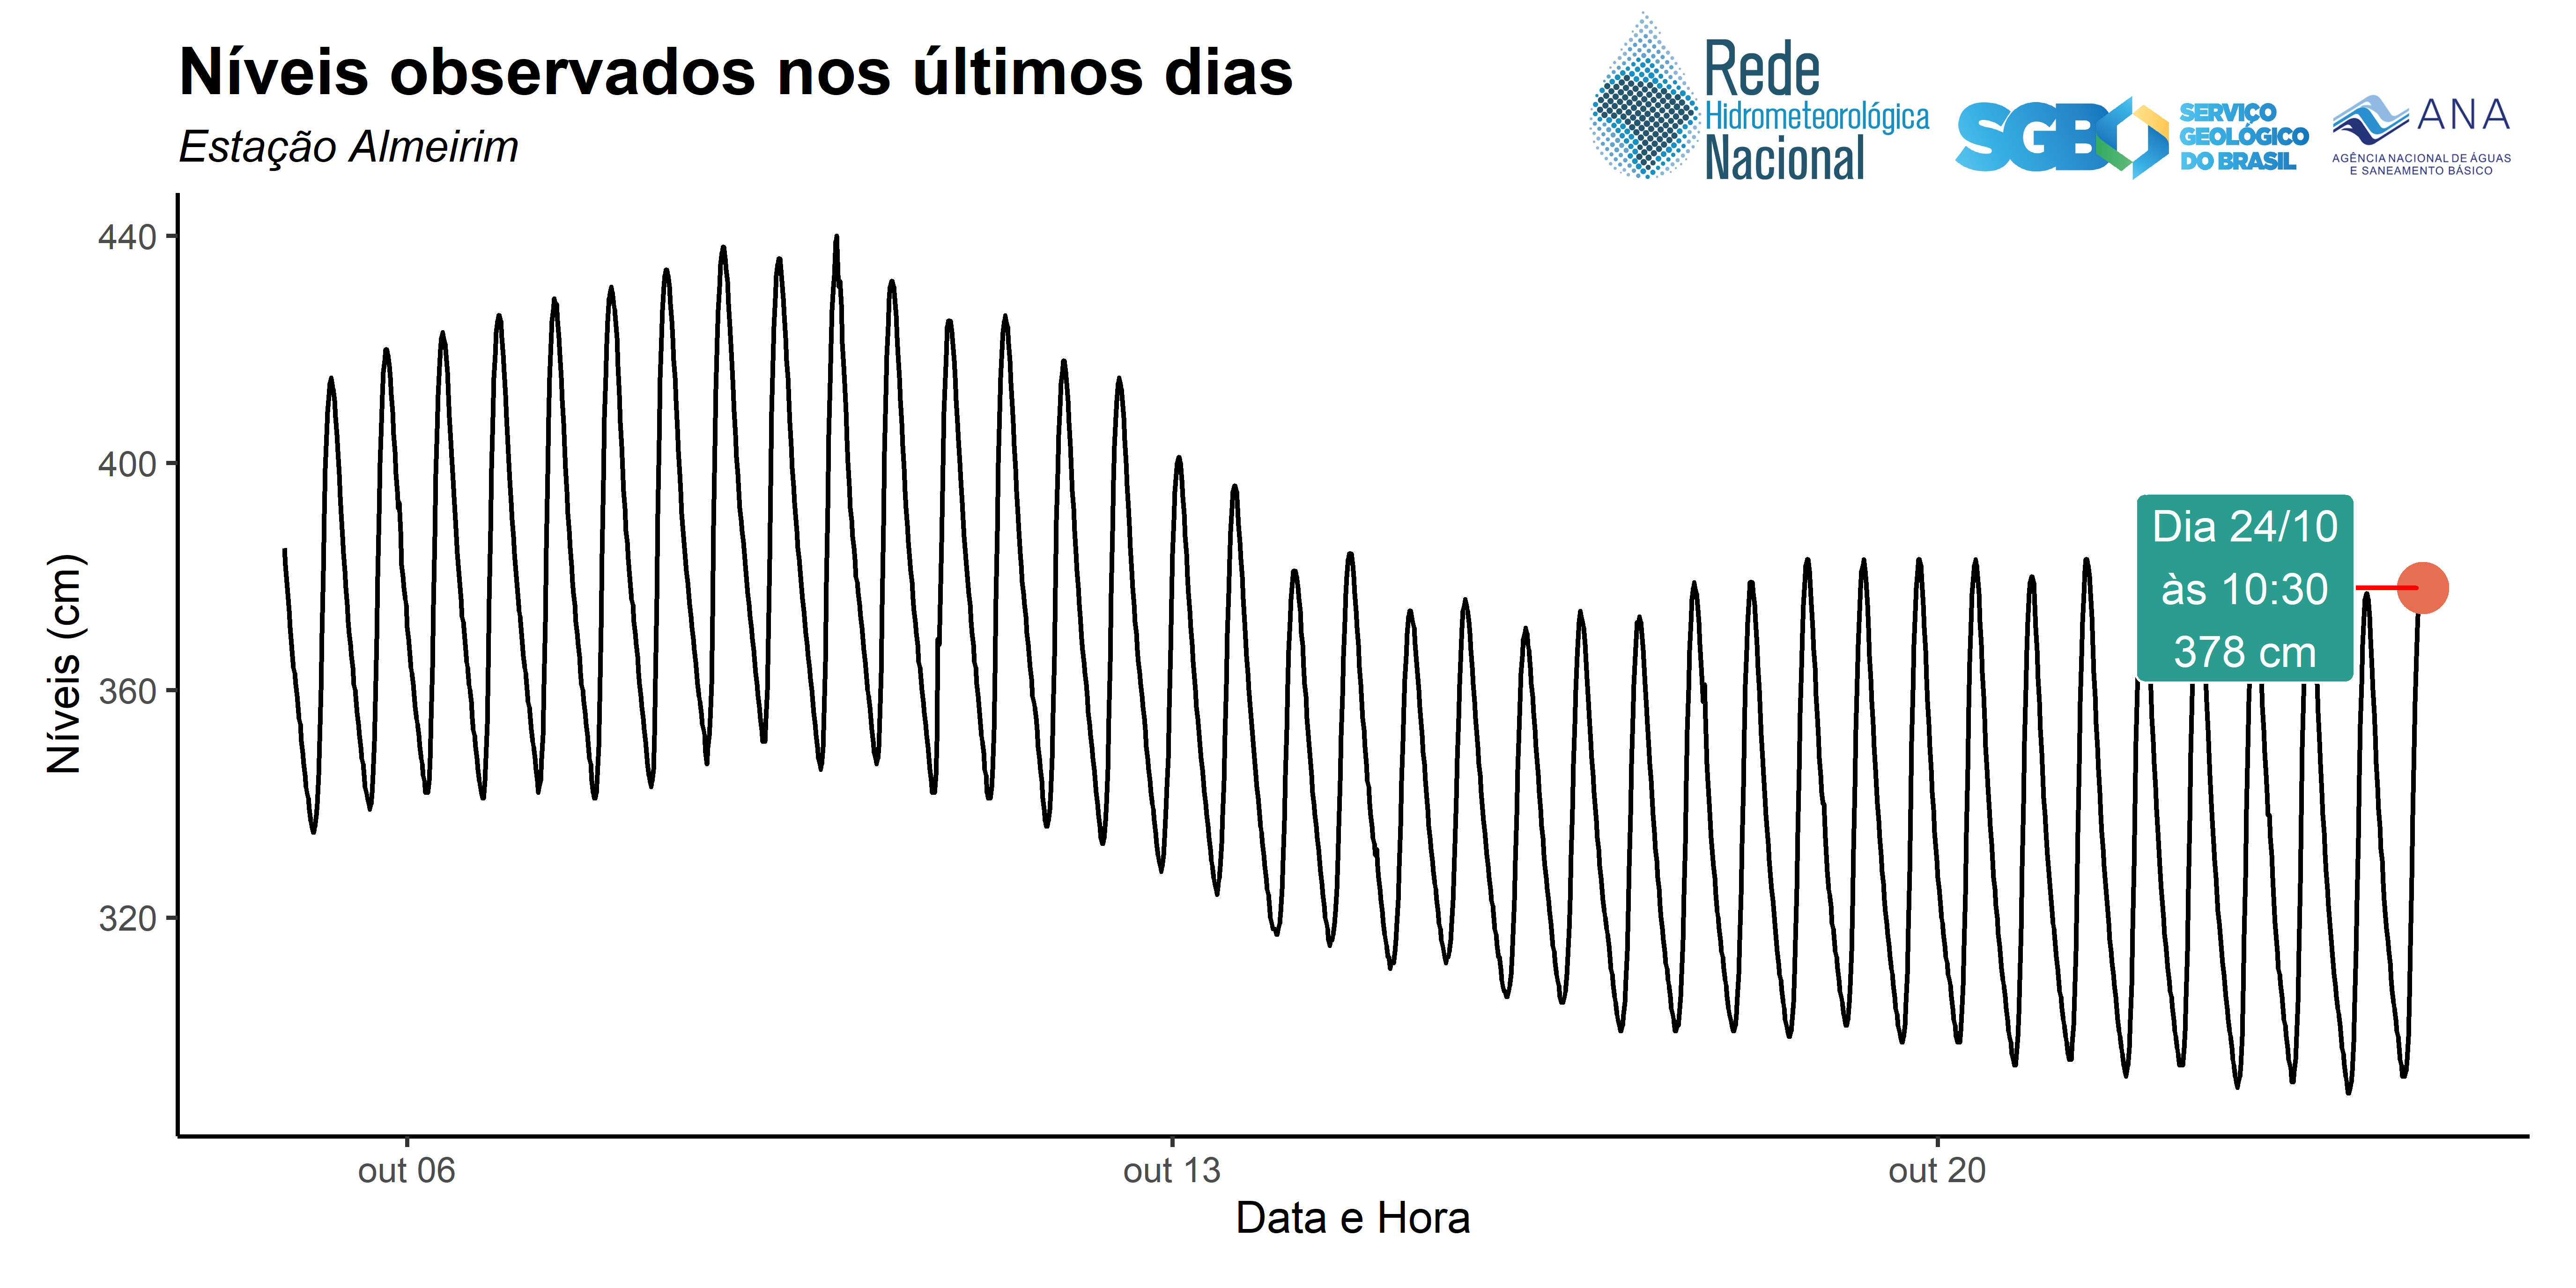 Níveis observados nos últimos dias
Estação Almeirim
Rede
Hidrometeorológica
Nacional
SGB
SERVIÇO
GEOLÓGICO
DO BRASIL
ANA
AGÊNCIA NACIONAL DE ÁGUAS
E SANEAMENTO BÁSICO
Níveis (cm)
440
400
360
320
Dia 24/10
às 10:30
378 cm
out 06
out 13
out 20
Data e Hora